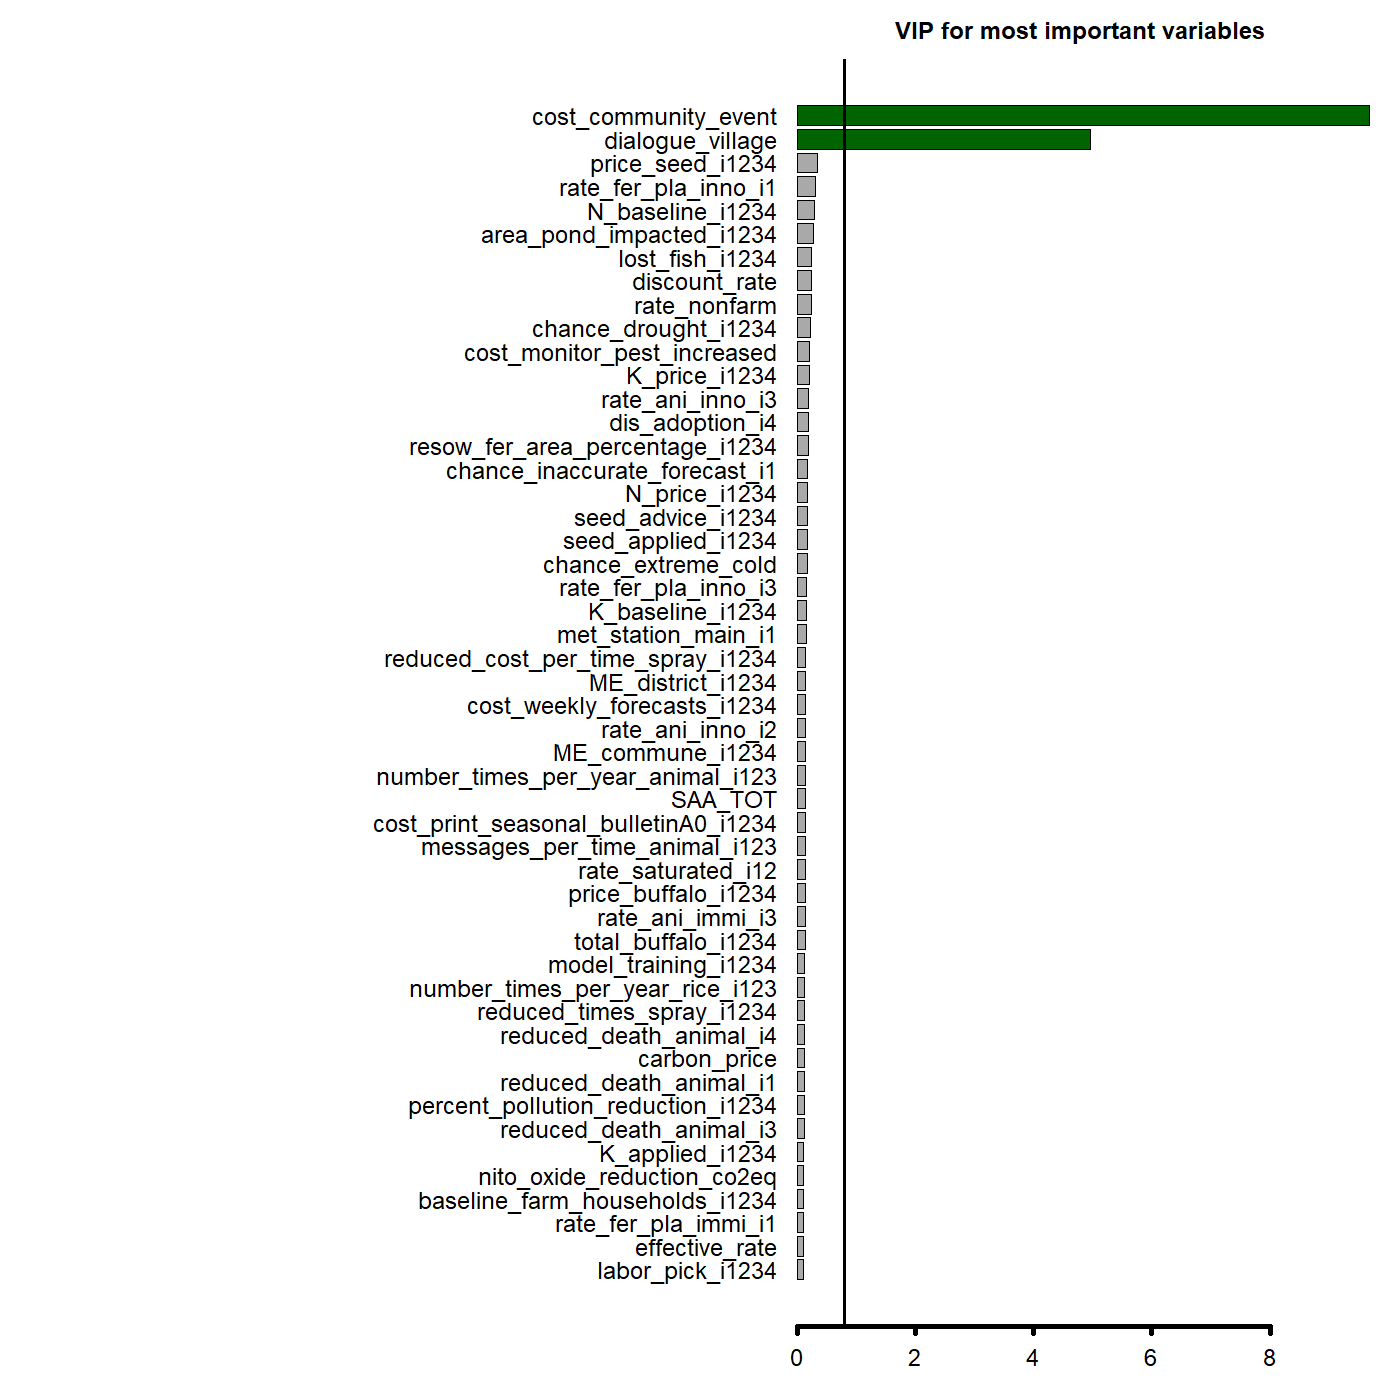 VIP for most important variables
cost_community_event
dialogue_village
price_seed_i1234
rate_fer_pla_inno_i1
N_baseline_i1234
area_pond_impacted_i1234
lost_fish_i1234
discount_rate
rate_nonfarm
chance_drought_i1234
cost_monitor_pest_increased
K_price_i1234
rate_ani_inno_i3
dis_adoption_i4
resow_fer_area_percentage_i1234
chance_inaccurate_forecast_i1
N_price_i1234
seed_advice_i1234
seed_applied_i1234
chance_extreme_cold
rate_fer_pla_inno_i3
K_baseline_i1234
met_station_main_i1
reduced_cost_per_time_spray_i1234
ME_district_i1234
cost_weekly_forecasts_i1234
rate_ani_inno_i2
ME_commune_i1234
number_times_per_year_animal_i123
SAA_TOT
cost_print_seasonal_bulletinA0_i1234
messages_per_time_animal_i123
rate_saturated_i12
price_buffalo_i1234
rate_ani_immi_i3
total_buffalo_i1234
model_training_i1234
number_times_per_year_rice_i123
reduced_times_spray_i1234
reduced_death_animal_i4
carbon_price
reduced_death_animal_i1
percent_pollution_reduction_i1234
reduced_death_animal_i3
K_applied_i1234
nito_oxide_reduction_co2eq
baseline_farm_households_i1234
rate_fer_pla_immi_i1
effective_rate
labor_pick_i1234
0 2 4 6 8